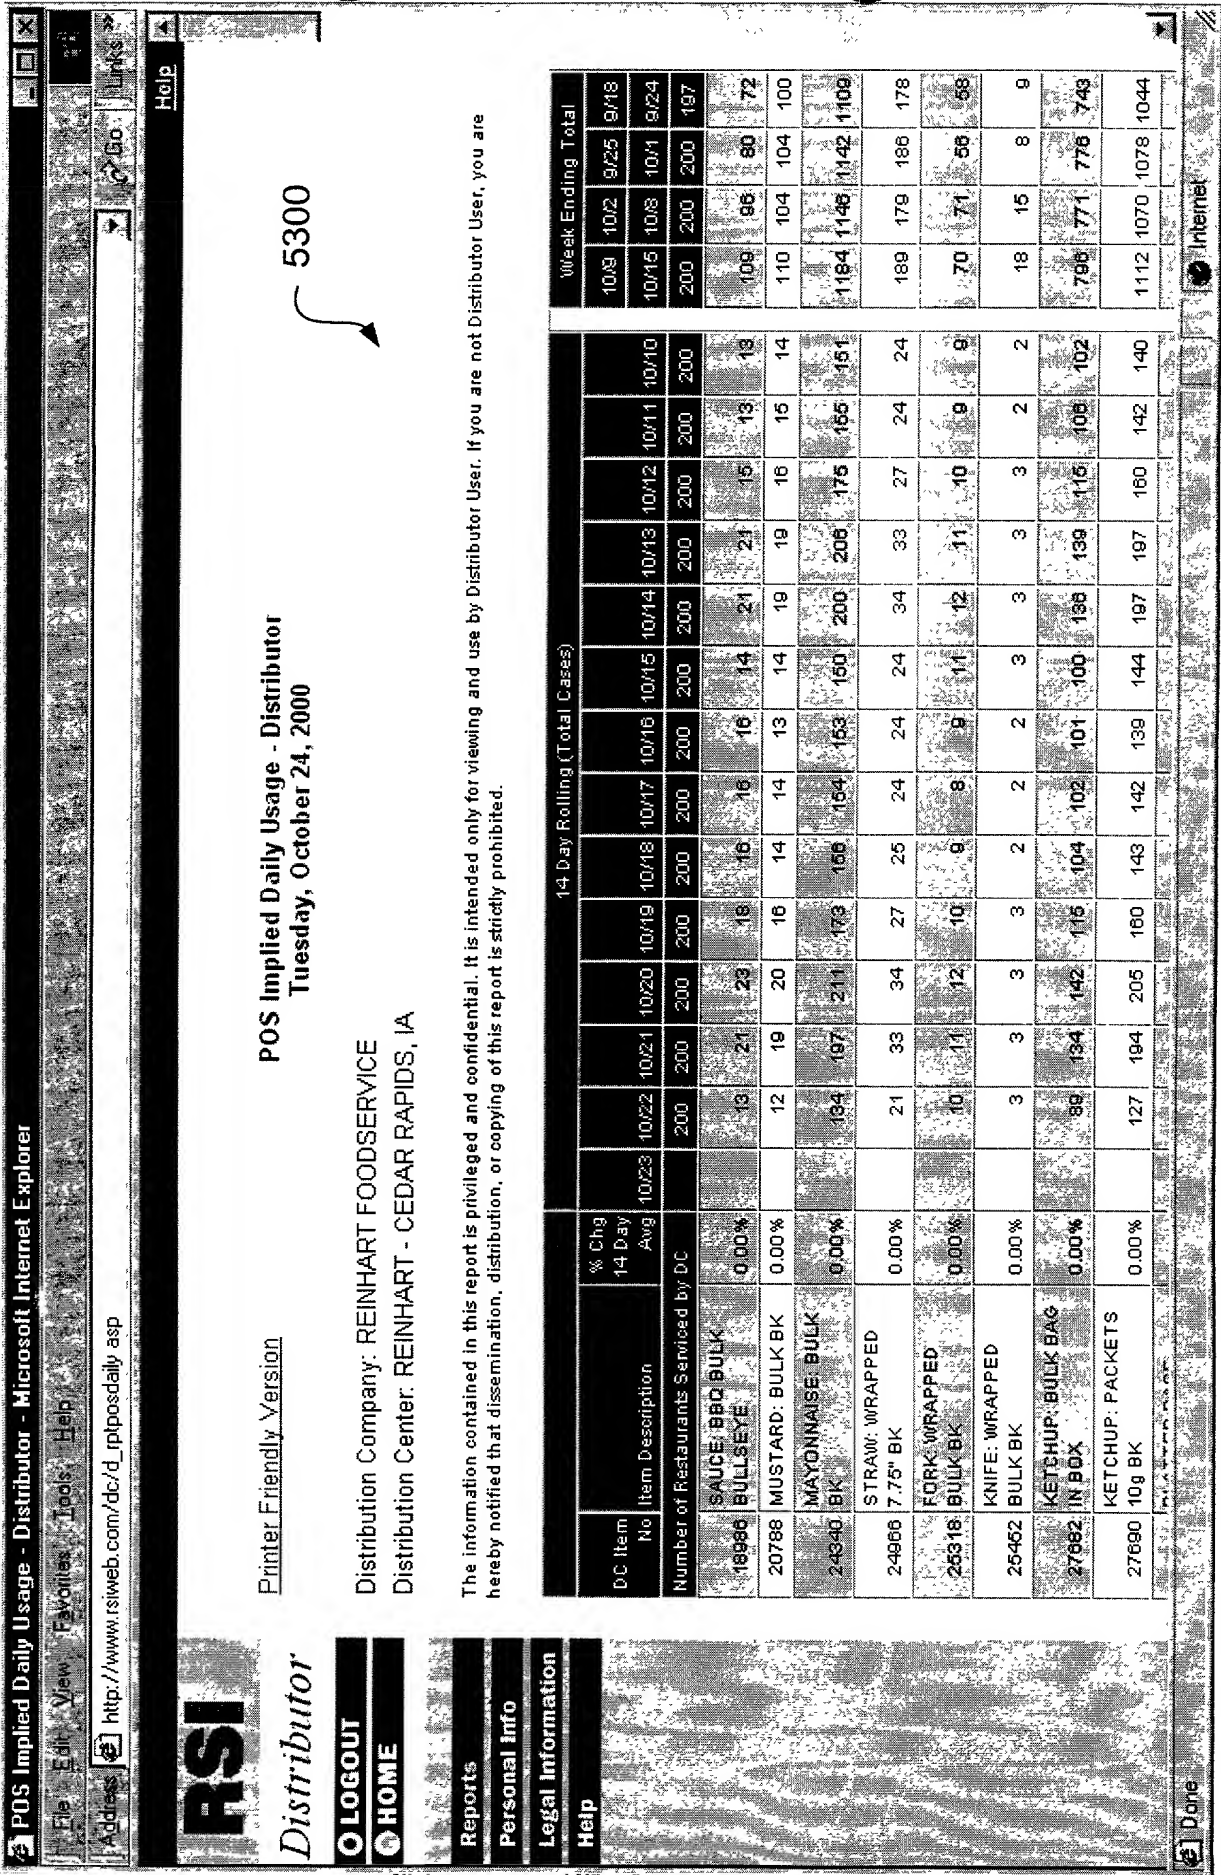 POS Implied Daily Usage - Distributor - Microsoft Internet Explorer
File Edit View Favorites Tools Help
Address http://www.rsiweb.com/dc/d_rptposdaily.asp Go Links »
Help
RSI
Distributor
LOGOUT
HOME
Reports
Personal Info
Legal Information
Help
Printer Friendly Version
POS Implied Daily Usage - Distributor
Tuesday, October 24, 2000
5300
Distribution Company: REINHART FOODSERVICE
Distribution Center: REINHART - CEDAR RAPIDS, IA
The information contained in this report is privileged and confidential. It is intended only for viewing and use by Distributor User. If you are not Distributor User, you are
hereby notified that dissemination, distribution, or copying of this report is strictly prohibited.
14 Day Rolling (Total Cases) Week Ending Total
% Chg 10/9 10/2 9/25 9/18
DC Item 14 Day
No Item Description Avg 10/23 10/22 10/21 10/20 10/19 10/18 10/17 10/16 10/15 10/14 10/13 10/12 10/11 10/10 10/15 10/8 10/1 9/24
Number of Restaurants Serviced by DC 200 200 200 200 200 200 200 200 200 200 200 200 200 200 200 200 197
SAUCE: BBQ BULK
18986 BULLSEYE 0.00% 13 21 23 18 16 16 16 14 21 21 15 13 13 109 96 80 72
20788 MUSTARD: BULK BK 0.00% 12 19 20 16 14 14 13 14 19 19 16 15 14 110 104 104 100
MAYONNAISE BULK
24340 BK 0.00% 134 197 211 173 156 154 153 150 200 206 175 155 151 1184 1146 1142 1109
STRAW: WRAPPED
24966 7.75" BK 0.00% 21 33 34 27 25 24 24 24 34 33 27 24 24 189 179 186 178
FORK: WRAPPED
25318 BULK BK 0.00% 10 11 12 10 9 8 9 11 12 11 10 9 9 70 71 56 58
KNIFE: WRAPPED
25452 BULK BK 0.00% 3 3 3 3 2 2 2 3 3 3 3 2 2 18 15 8 9
KETCHUP: BULK BAG
27682 IN BOX 0.00% 89 134 142 115 104 102 101 100 136 139 115 106 102 796 771 776 743
KETCHUP: PACKETS
27690 10g BK 0.00% 127 194 205 160 143 142 139 144 197 197 160 142 140 1112 1070 1078 1044
Done Internet